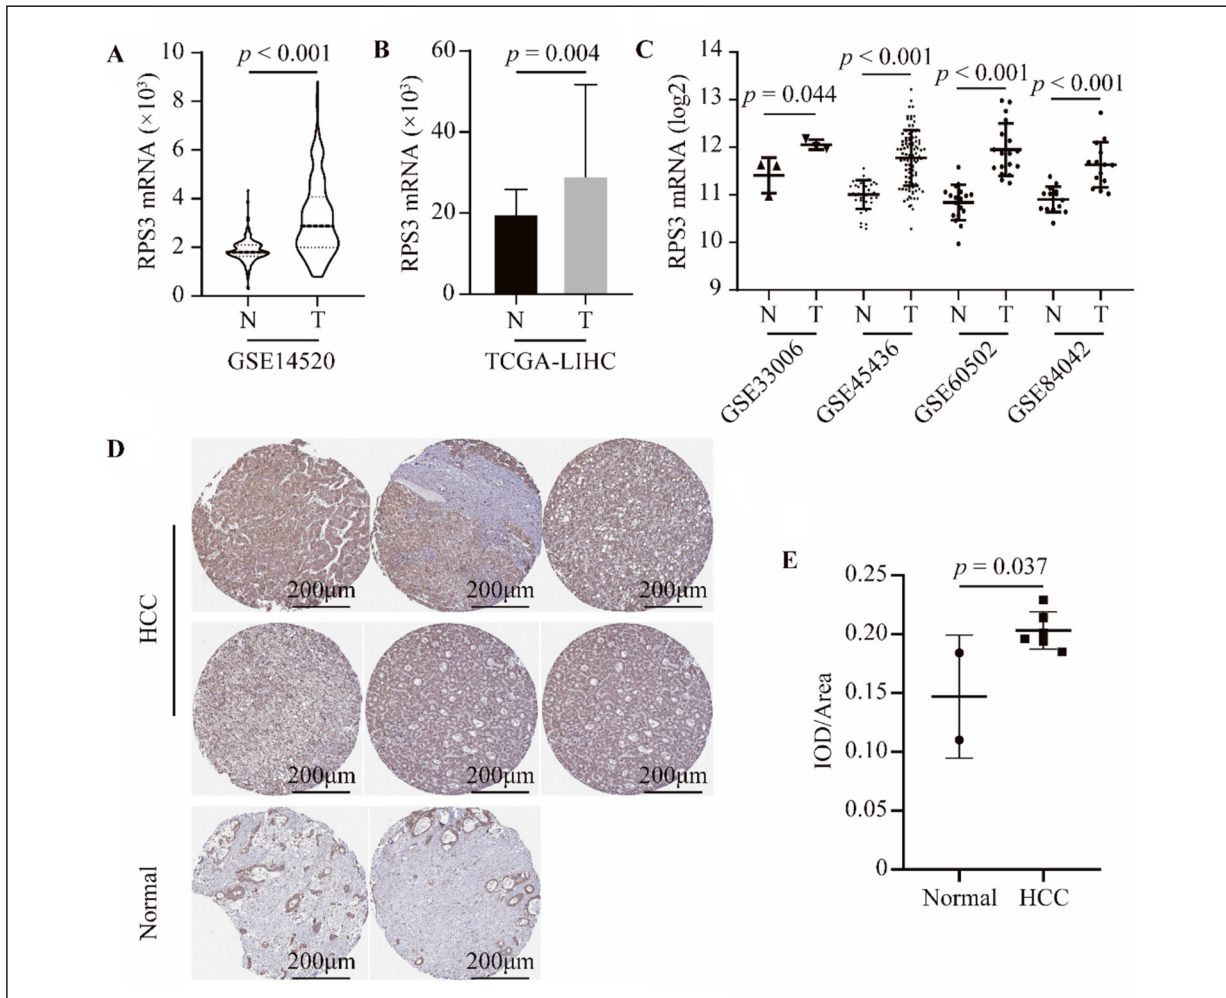 A
p < 0.001
RPS3 mRNA (×10³)
10
8
6
4
2
0
N T
GSE14520
B
p = 0.004
RPS3 mRNA (×10³)
60
40
20
0
N T
TCGA-LIHC
C
RPS3 mRNA (log2)
14
13
12
11
10
9
p = 0.044
p < 0.001
p < 0.001
p < 0.001
N T N T N T N T
GSE33006
GSE45436
GSE60502
GSE84042
D
HCC
200μm 200μm 200μm
200μm 200μm 200μm
Normal
200μm 200μm
E
p = 0.037
IOD/Area
0.25
0.20
0.15
0.10
0.05
0
Normal HCC